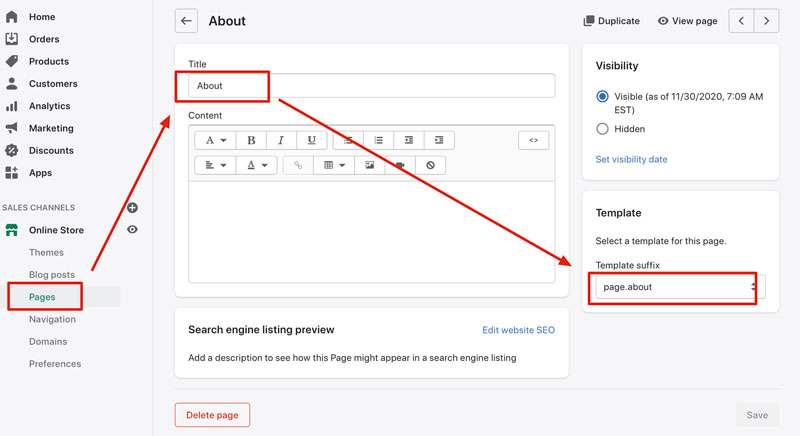 Home
Orders
Products
Customers
Analytics
Marketing
Discounts
Apps
SALES CHANNELS
Online Store
Themes
Blog posts
Pages
Navigation
Domains
Preferences
About
Duplicate
View page
Title
About
Content
A
B
I
U
<>
A
Search engine listing preview
Edit website SEO
Add a description to see how this Page might appear in a search engine listing
Visibility
Visible (as of 11/30/2020, 7:09 AM
EST)
Hidden
Set visibility date
Template
Select a template for this page.
Template suffix
page.about
Delete page
Save